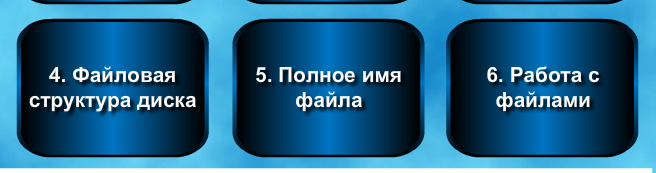 4. Файловая
структура диска
5. Полное имя
файла
6. Работа с
файлами